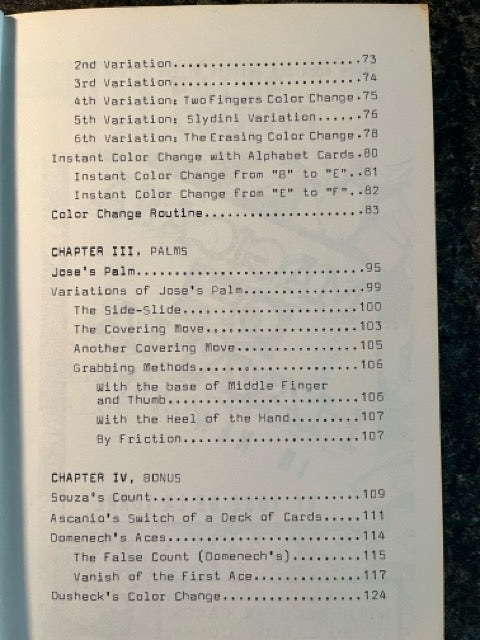 2nd Variation..........................73
3rd Variation..........................74
4th Variation: Two Fingers Color Change.75
5th Variation: Slydini Variation......76
6th Variation: The Erasing Color Change.78
Instant Color Change with Alphabet Cards.80
Instant Color Change from "B" to "E"..81
Instant Color Change from "E" to "F"..82
Color Change Routine.....................83
CHAPTER III, PALMS
Jose's Palm..............................95
Variations of Jose's Palm................99
The Side-Slide.......................100
The Covering Move....................103
Another Covering Move................105
Grabbing Methods.....................106
With the base of Middle Finger
and Thumb.........................106
With the Heel of the Hand.........107
By Friction.......................107
CHAPTER IV, BONUS
Souza's Count...........................109
Ascanio's Switch of a Deck of Cards.....111
Domenech's Aces.........................114
The False Count (Domenech's).........115
Vanish of the First Ace..............117
Dusheck's Color Change..................124